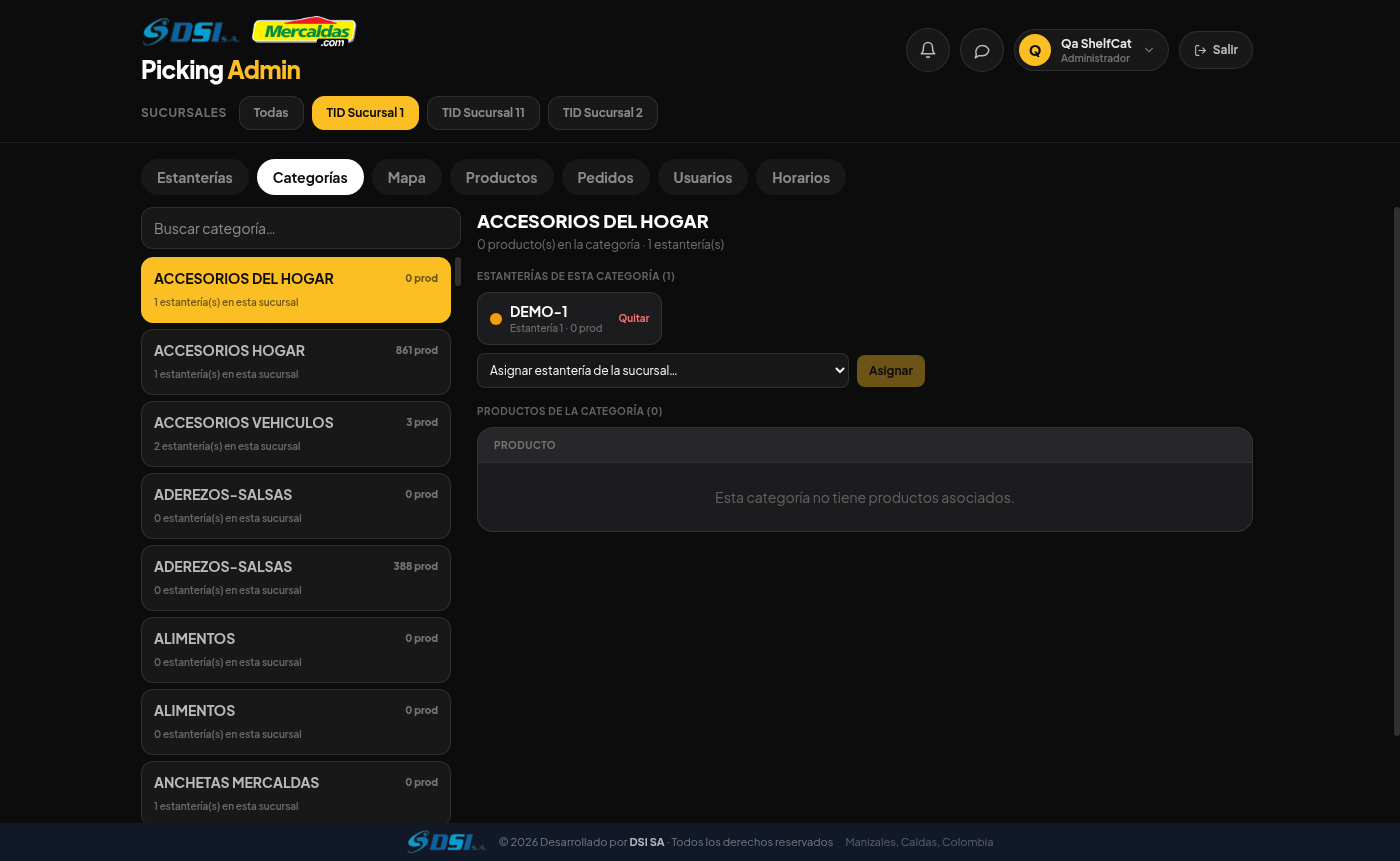 DSI S.A.
Mercaldas
.com
Picking Admin
Q
Qa ShelfCat
Administrador
Salir
SUCURSALES
Todas
TID Sucursal 1
TID Sucursal 11
TID Sucursal 2
Estanterías
Categorías
Mapa
Productos
Pedidos
Usuarios
Horarios
Buscar categoría...
ACCESORIOS DEL HOGAR
0 prod
1 estantería(s) en esta sucursal
ACCESORIOS HOGAR
861 prod
1 estantería(s) en esta sucursal
ACCESORIOS VEHICULOS
3 prod
2 estantería(s) en esta sucursal
ADEREZOS-SALSAS
0 prod
0 estantería(s) en esta sucursal
ADEREZOS-SALSAS
388 prod
0 estantería(s) en esta sucursal
ALIMENTOS
0 prod
0 estantería(s) en esta sucursal
ALIMENTOS
0 prod
0 estantería(s) en esta sucursal
ANCHETAS MERCALDAS
0 prod
1 estantería(s) en esta sucursal
ACCESORIOS DEL HOGAR
0 producto(s) en la categoría · 1 estantería(s)
ESTANTERÍAS DE ESTA CATEGORÍA (1)
DEMO-1
Estantería 1 · 0 prod
Quitar
Asignar estantería de la sucursal...
Asignar
PRODUCTOS DE LA CATEGORÍA (0)
PRODUCTO
Esta categoría no tiene productos asociados.
DSI S.A.
© 2026 Desarrollado por DSI SA · Todos los derechos reservados
Manizales, Caldas, Colombia